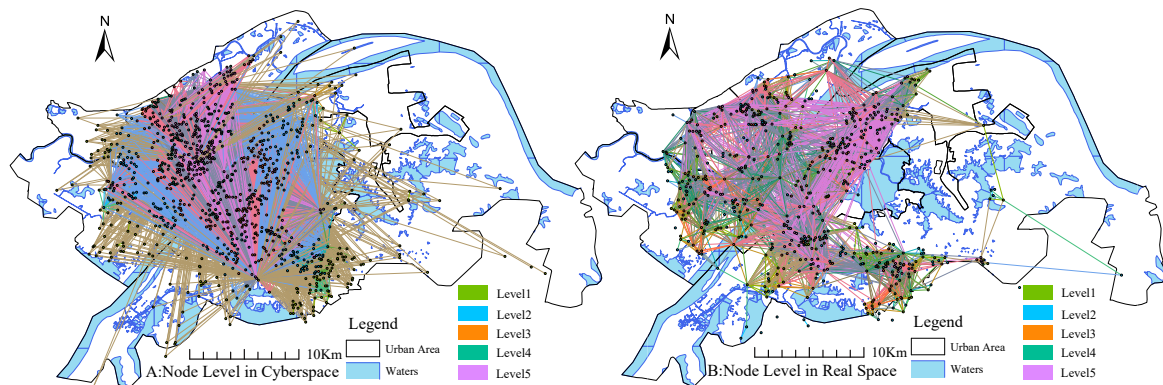 N
Level1
Level2
Level3
Level4
Level5
Legend
Urban Area
Waters
10Km
A:Node Level in Cyberspace
N
Level1
Level2
Level3
Level4
Level5
Legend
Urban Area
Waters
10Km
B:Node Level in Real Space